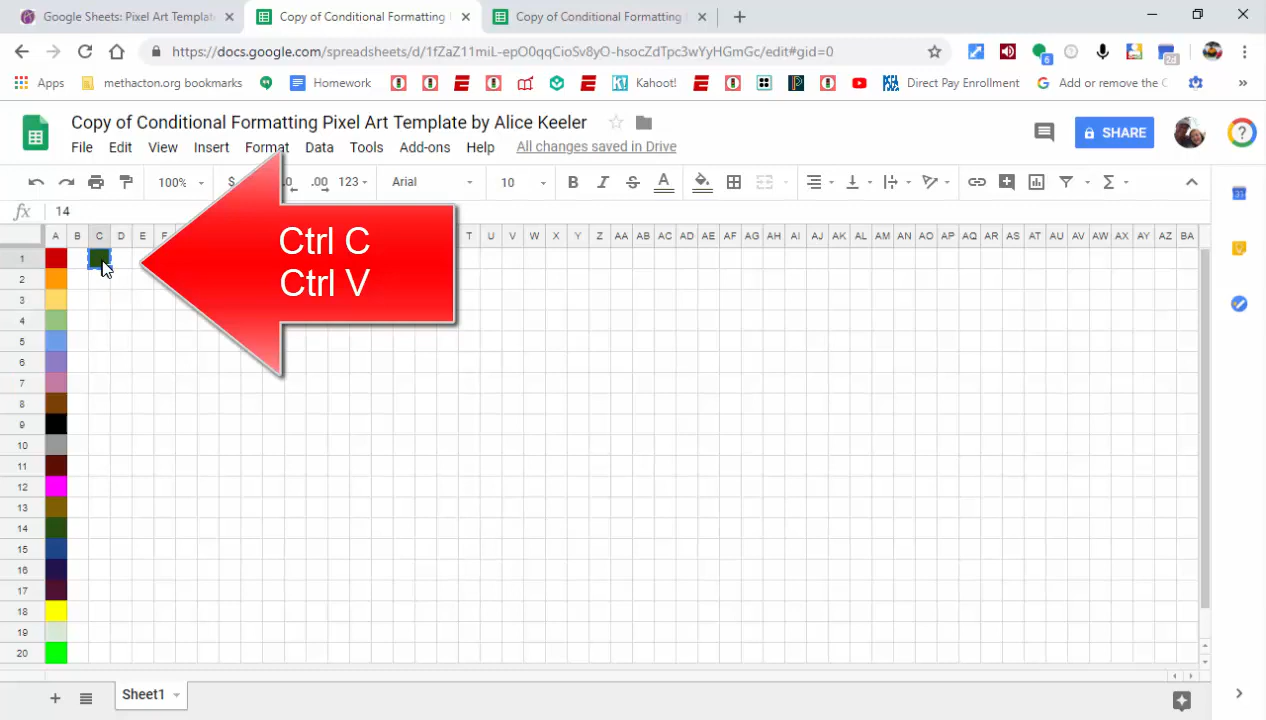 Google Sheets: Pixel Art Templat
Copy of Conditional Formatting
Copy of Conditional Formatting
https://docs.google.com/spreadsheets/d/1fZaZ11miL-epO0qqCioSv8yO-hsocZdTpc3wYyHGmGc/edit#gid=0
6
2d
Apps
methacton.org bookmarks
Homework
Kahoot!
Direct Pay Enrollment
Add or remove the C
Copy of Conditional Formatting Pixel Art Template by Alice Keeler
SHARE
File Edit View Insert Format Data Tools Add-ons Help All changes saved in Drive
100% $ .0 .00 123 Arial 10 B I S A
fx 14
A B C D E F T U V W X Y Z AA AB AC AD AE AF AG AH AI AJ AK AL AM AN AO AP AQ AR AS AT AU AV AW AX AY AZ BA
1
2
3
4
5
6
7
8
9
10
11
12
13
14
15
16
17
18
19
20
Ctrl C
Ctrl V
Sheet1